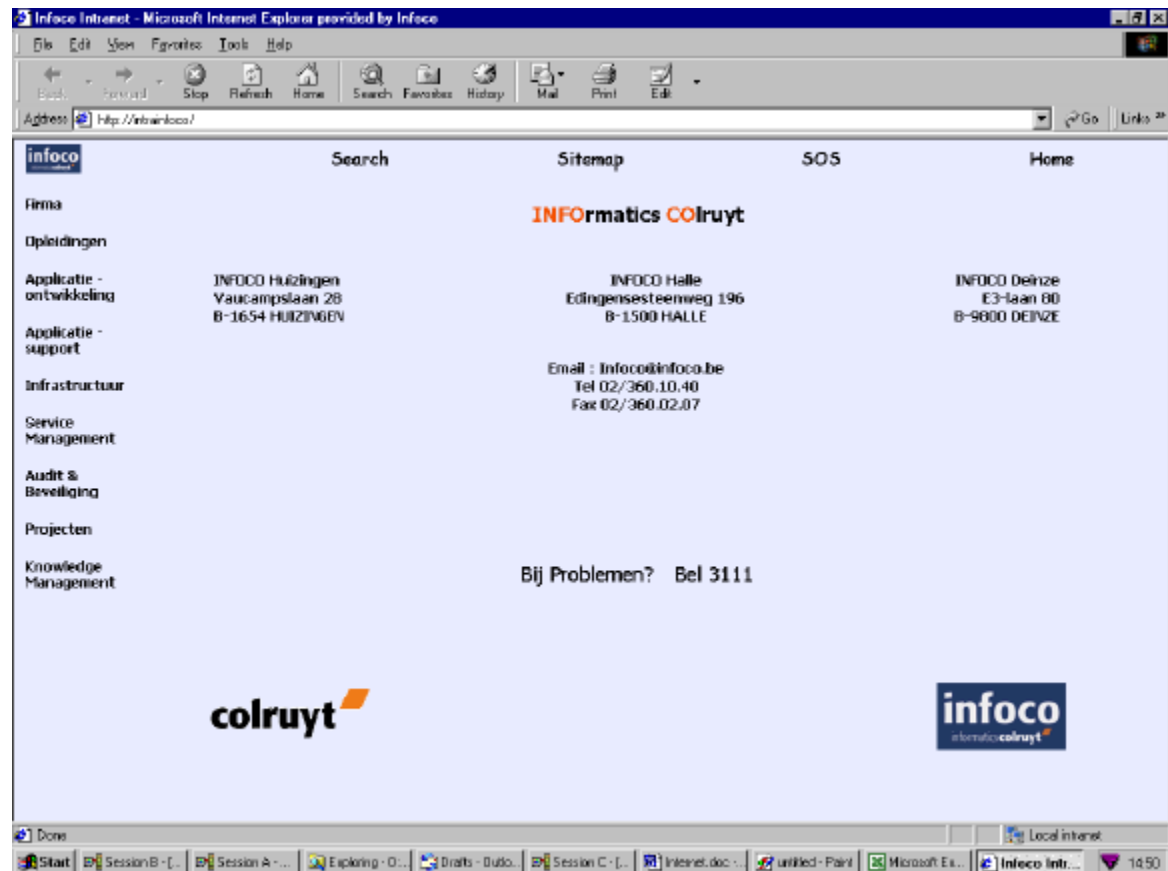 Infoco Intranet - Microsoft Internet Explorer provided by Infoco
File Edit View Favorites Tools Help
Back Forward Stop Refresh Home Search Favorites History Mail Print Edit
Address http://intrainfoco/ Go Links »
infoco Search Sitemap SOS Home
Firma
INFOrmatics COlruyt
Opleidingen
Applicatie -
ontwikkeling
Applicatie -
support
Infrastructuur
Service
Management
Audit &
Beveiliging
Projecten
Knowledge
Management
INFOCO Huizingen
Vaucampslaan 28
B-1654 HUIZINGEN
INFOCO Halle
Edingensesteenweg 196
B-1500 HALLE
INFOCO Deinze
E3-laan 80
B-9800 DEINZE
Email : Infoco@infoco.be
Tel 02/360.10.40
Fax 02/360.02.07
Bij Problemen? Bel 3111
colruyt
infoco
informatics colruyt
Done Local intranet
Start Session B - [... Session A - ... Exploring - O:... Drafts - Outlo... Session C - [... Internet.doc -... untitled - Paint Microsoft Ex... Infoco Intr... 14:50